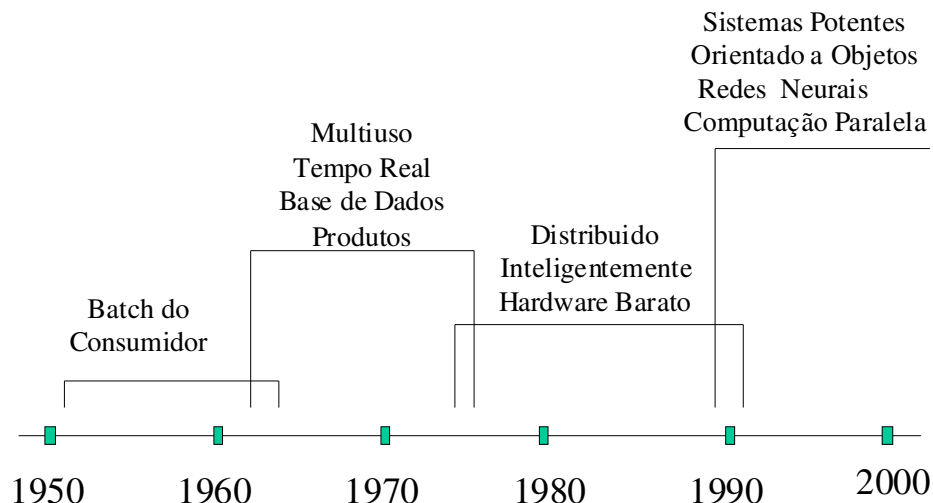 Sistemas Potentes
Orientado a Objetos
Redes Neurais
Computação Paralela
Multiuso
Tempo Real
Base de Dados
Produtos
Distribuido
Inteligentemente
Hardware Barato
Batch do
Consumidor
1950 1960 1970 1980 1990 2000